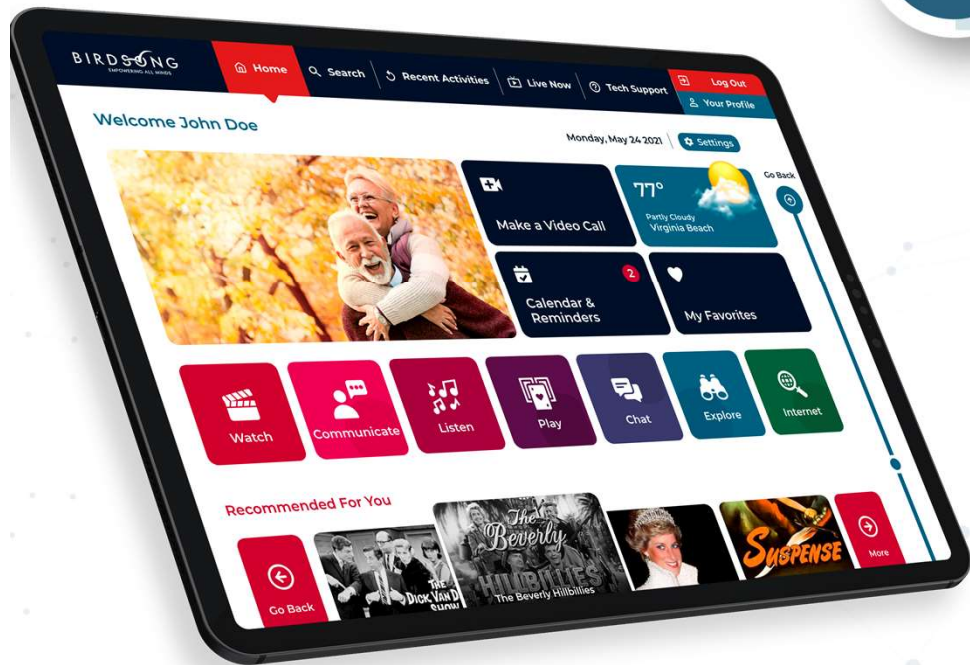 BIRDSONG
EMPOWERING ALL MINDS
Home
Search
Recent Activities
Live Now
Tech Support
Log Out
Your Profile
Welcome John Doe
Monday, May 24 2021
Settings
Go Back
Make a Video Call
77°
Partly Cloudy
Virginia Beach
2
Calendar &
Reminders
My Favorites
Watch
Communicate
Listen
Play
Chat
Explore
Internet
Recommended For You
Go Back
THE
DICK VAN D
SHOW
The
Beverly
HILLBILLIES
The Beverly Hillbillies
SUSPENSE
More